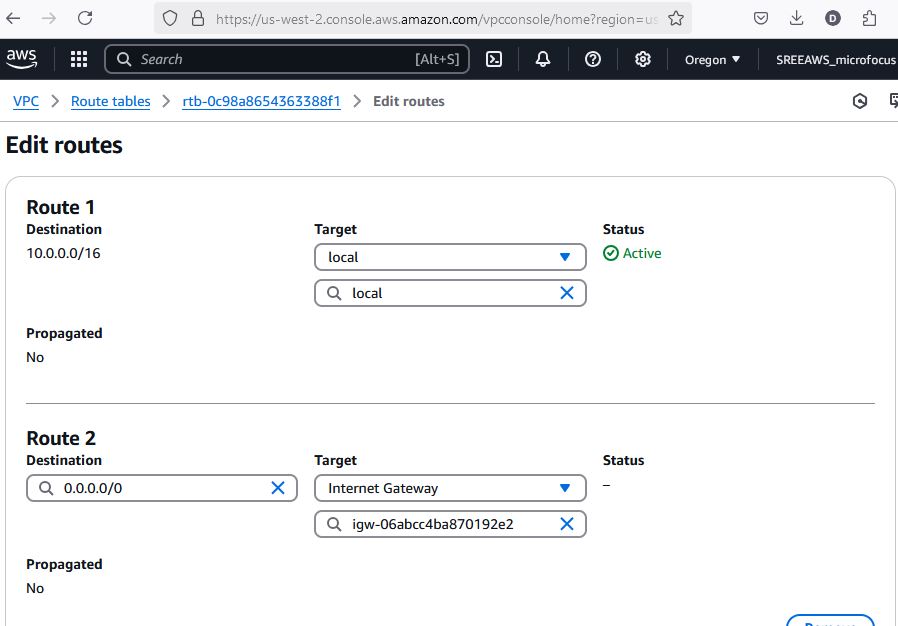 https://us-west-2.console.aws.amazon.com/vpcconsole/home?region=us
D
aws
Search [Alt+S]
Oregon
SREEAWS_microfocus
VPC > Route tables > rtb-0c98a8654363388f1 > Edit routes
Edit routes
Route 1
Destination Target Status
10.0.0.0/16 local Active
local
Propagated
No
Route 2
Destination Target Status
0.0.0.0/0 Internet Gateway –
igw-06abcc4ba870192e2
Propagated
No